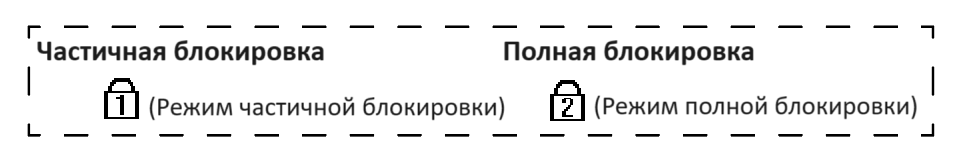 Частичная блокировка Полная блокировка
1 (Режим частичной блокировки) 2 (Режим полной блокировки)